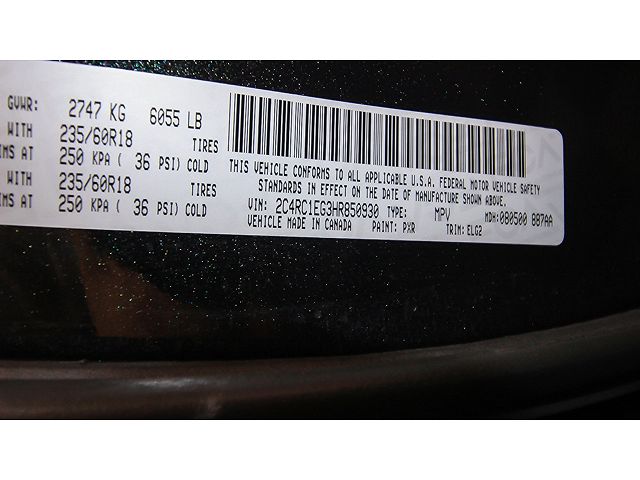 GVWR: 2747 KG 6055 LB
WITH 235/60R18 TIRES
IMS AT 250 KPA ( 36 PSI) COLD
WITH 235/60R18 TIRES
IMS AT 250 KPA ( 36 PSI) COLD
THIS VEHICLE CONFORMS TO ALL APPLICABLE U.S.A. FEDERAL MOTOR VEHICLE SAFETY
STANDARDS IN EFFECT ON THE DATE OF MANUFACTURE SHOWN ABOVE.
VIN: 2C4RC1EG3HR850930 TYPE: MPV MDH:080500 887AA
VEHICLE MADE IN CANADA PAINT: PXR TRIM: ELG2